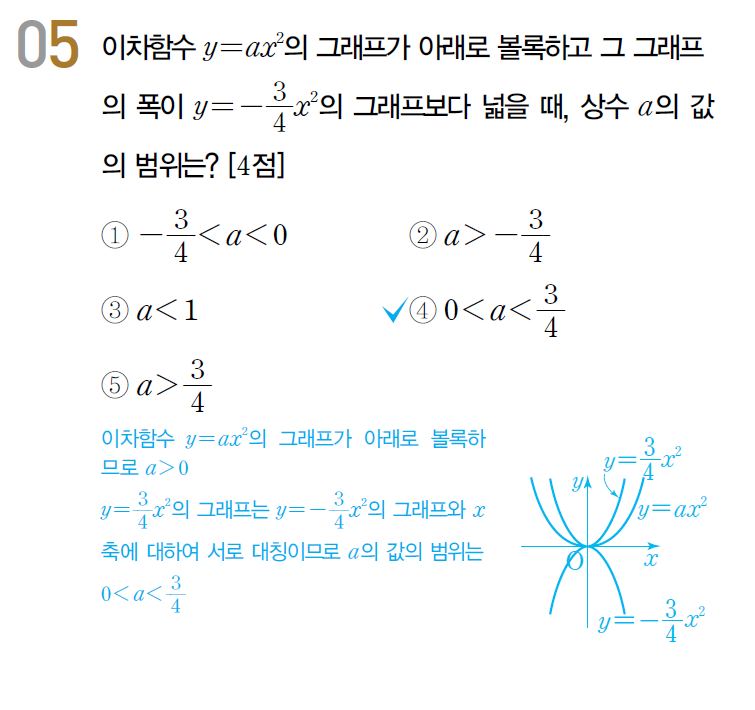 05 이차함수 y=ax²의 그래프가 아래로 볼록하고 그 그래프
의 폭이 y=-3/4x²의 그래프보다 넓을 때, 상수 a의 값
의 범위는? [4점]
① -3/4<a<0 ② a>-3/4
③ a<1 ④ 0<a<3/4
⑤ a>3/4
이차함수 y=ax²의 그래프가 아래로 볼록하
므로 a>0
y=3/4x²의 그래프는 y=-3/4x²의 그래프와 x
축에 대하여 서로 대칭이므로 a의 값의 범위는
0<a<3/4
y=3/4x²
y
y=ax²
O
x
y=-3/4x²